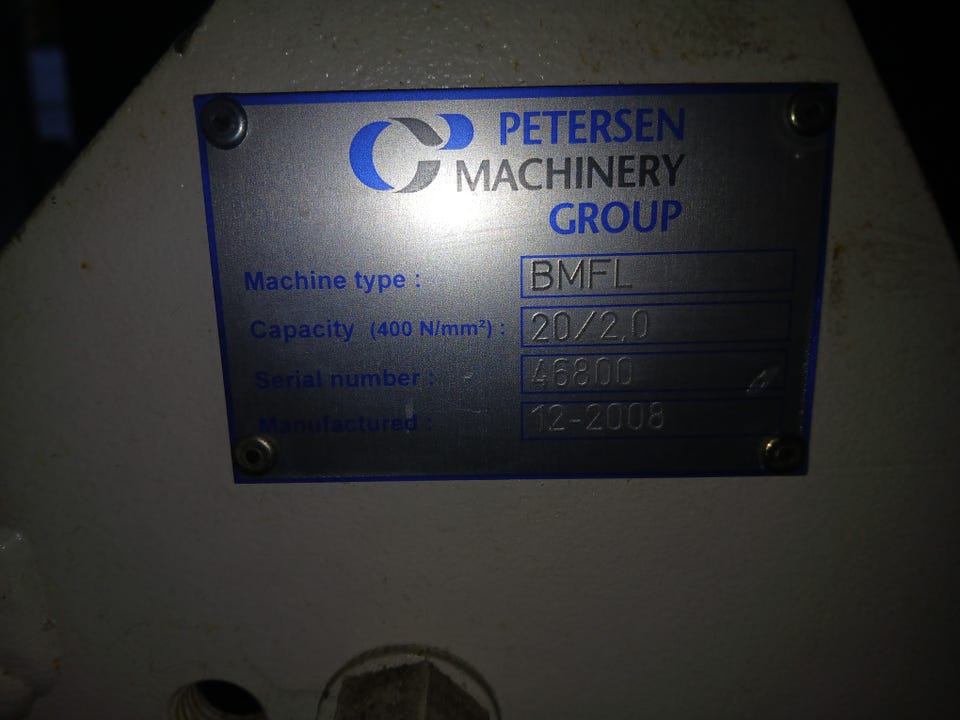 PETERSEN
MACHINERY
GROUP
Machine type : BMFL
Capacity (400 N/mm²) : 20/2,0
Serial number : 46800
Manufactured : 12-2008